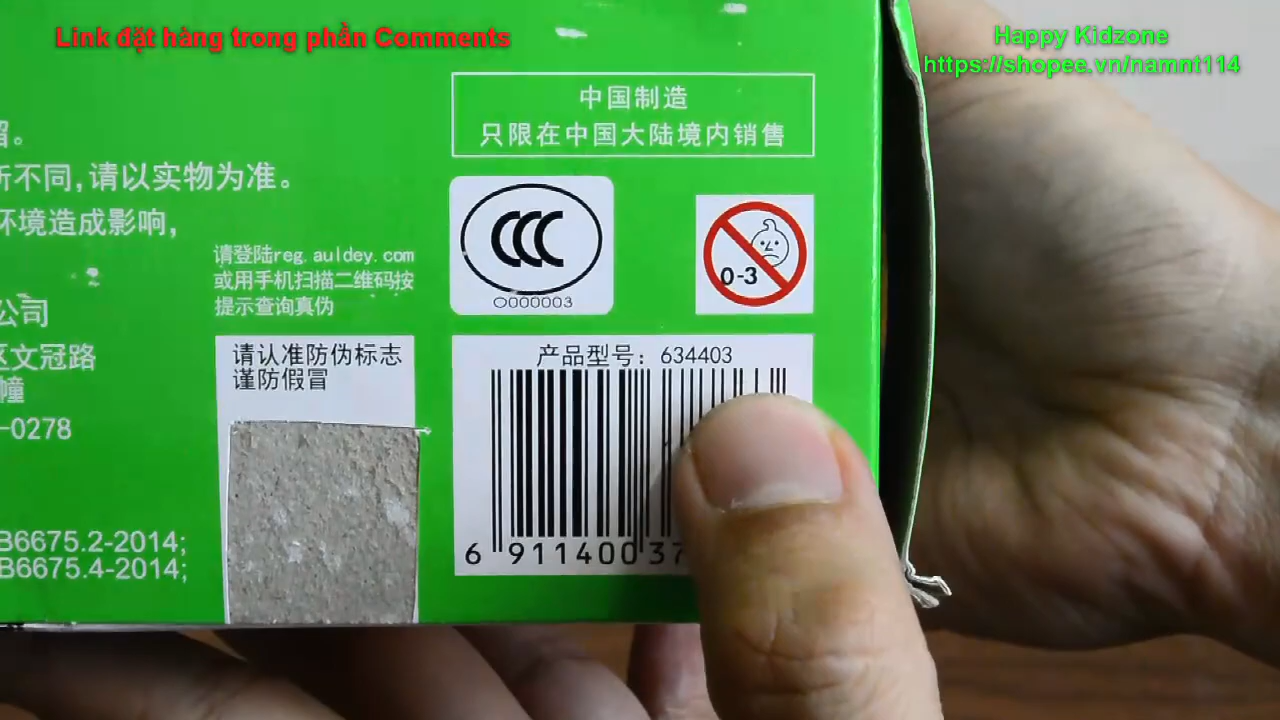 Link đặt hàng trong phần Comments
Happy Kidzone
https://shopee.vn/namnt114
中国制造
只限在中国大陆境内销售
留。
所不同,请以实物为准。
环境造成影响,
请登陆reg.auldey.com
或用手机扫描二维码按
提示查询真伪
CCC
O000003
0-3
公司
区文冠路
幢
-0278
请认准防伪标志
谨防假冒
产品型号：634403
6 911400 37
B6675.2-2014;
B6675.4-2014;